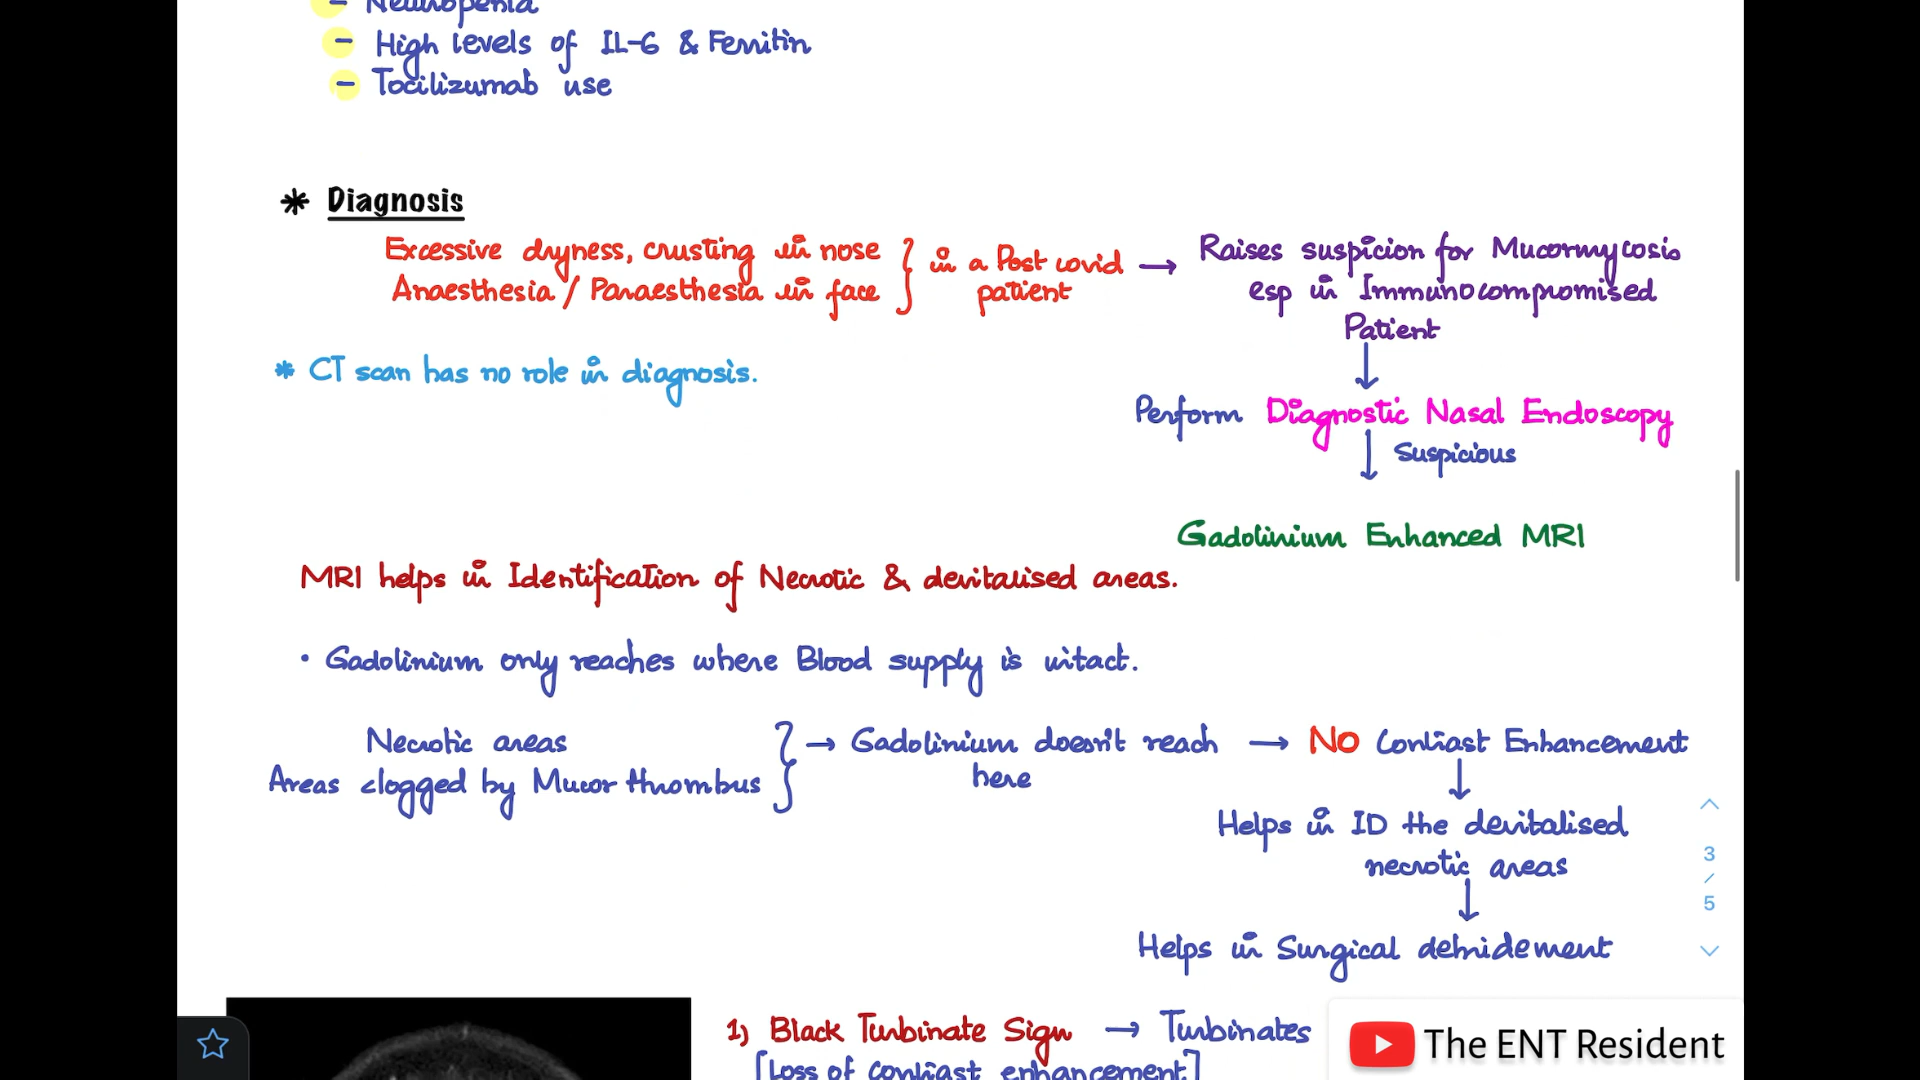 – Neutropenia
– High levels of IL-6 & Ferritin
– Tocilizumab use
* Diagnosis
Excessive dryness, crusting in nose
Anaesthesia / Paraesthesia in face
} in a Post covid
patient
→ Raises suspicion for Mucormycosis
esp in Immunocompromised
Patient
↓
* CT scan has no role in diagnosis.
Perform Diagnostic Nasal Endoscopy
↓ Suspicious
Gadolinium Enhanced MRI
MRI helps in Identification of Necrotic & devitalised areas.
• Gadolinium only reaches where Blood supply is intact.
Necrotic areas
Areas clogged by Mucor thrombus
} → Gadolinium doesn't reach
here
→ NO Contrast Enhancement
↓
Helps in ID the devitalised
necrotic areas
↓
Helps in Surgical debridement
3
/
5
1) Black Turbinate Sign → Turbinates
[Loss of contrast enhancement]
The ENT Resident